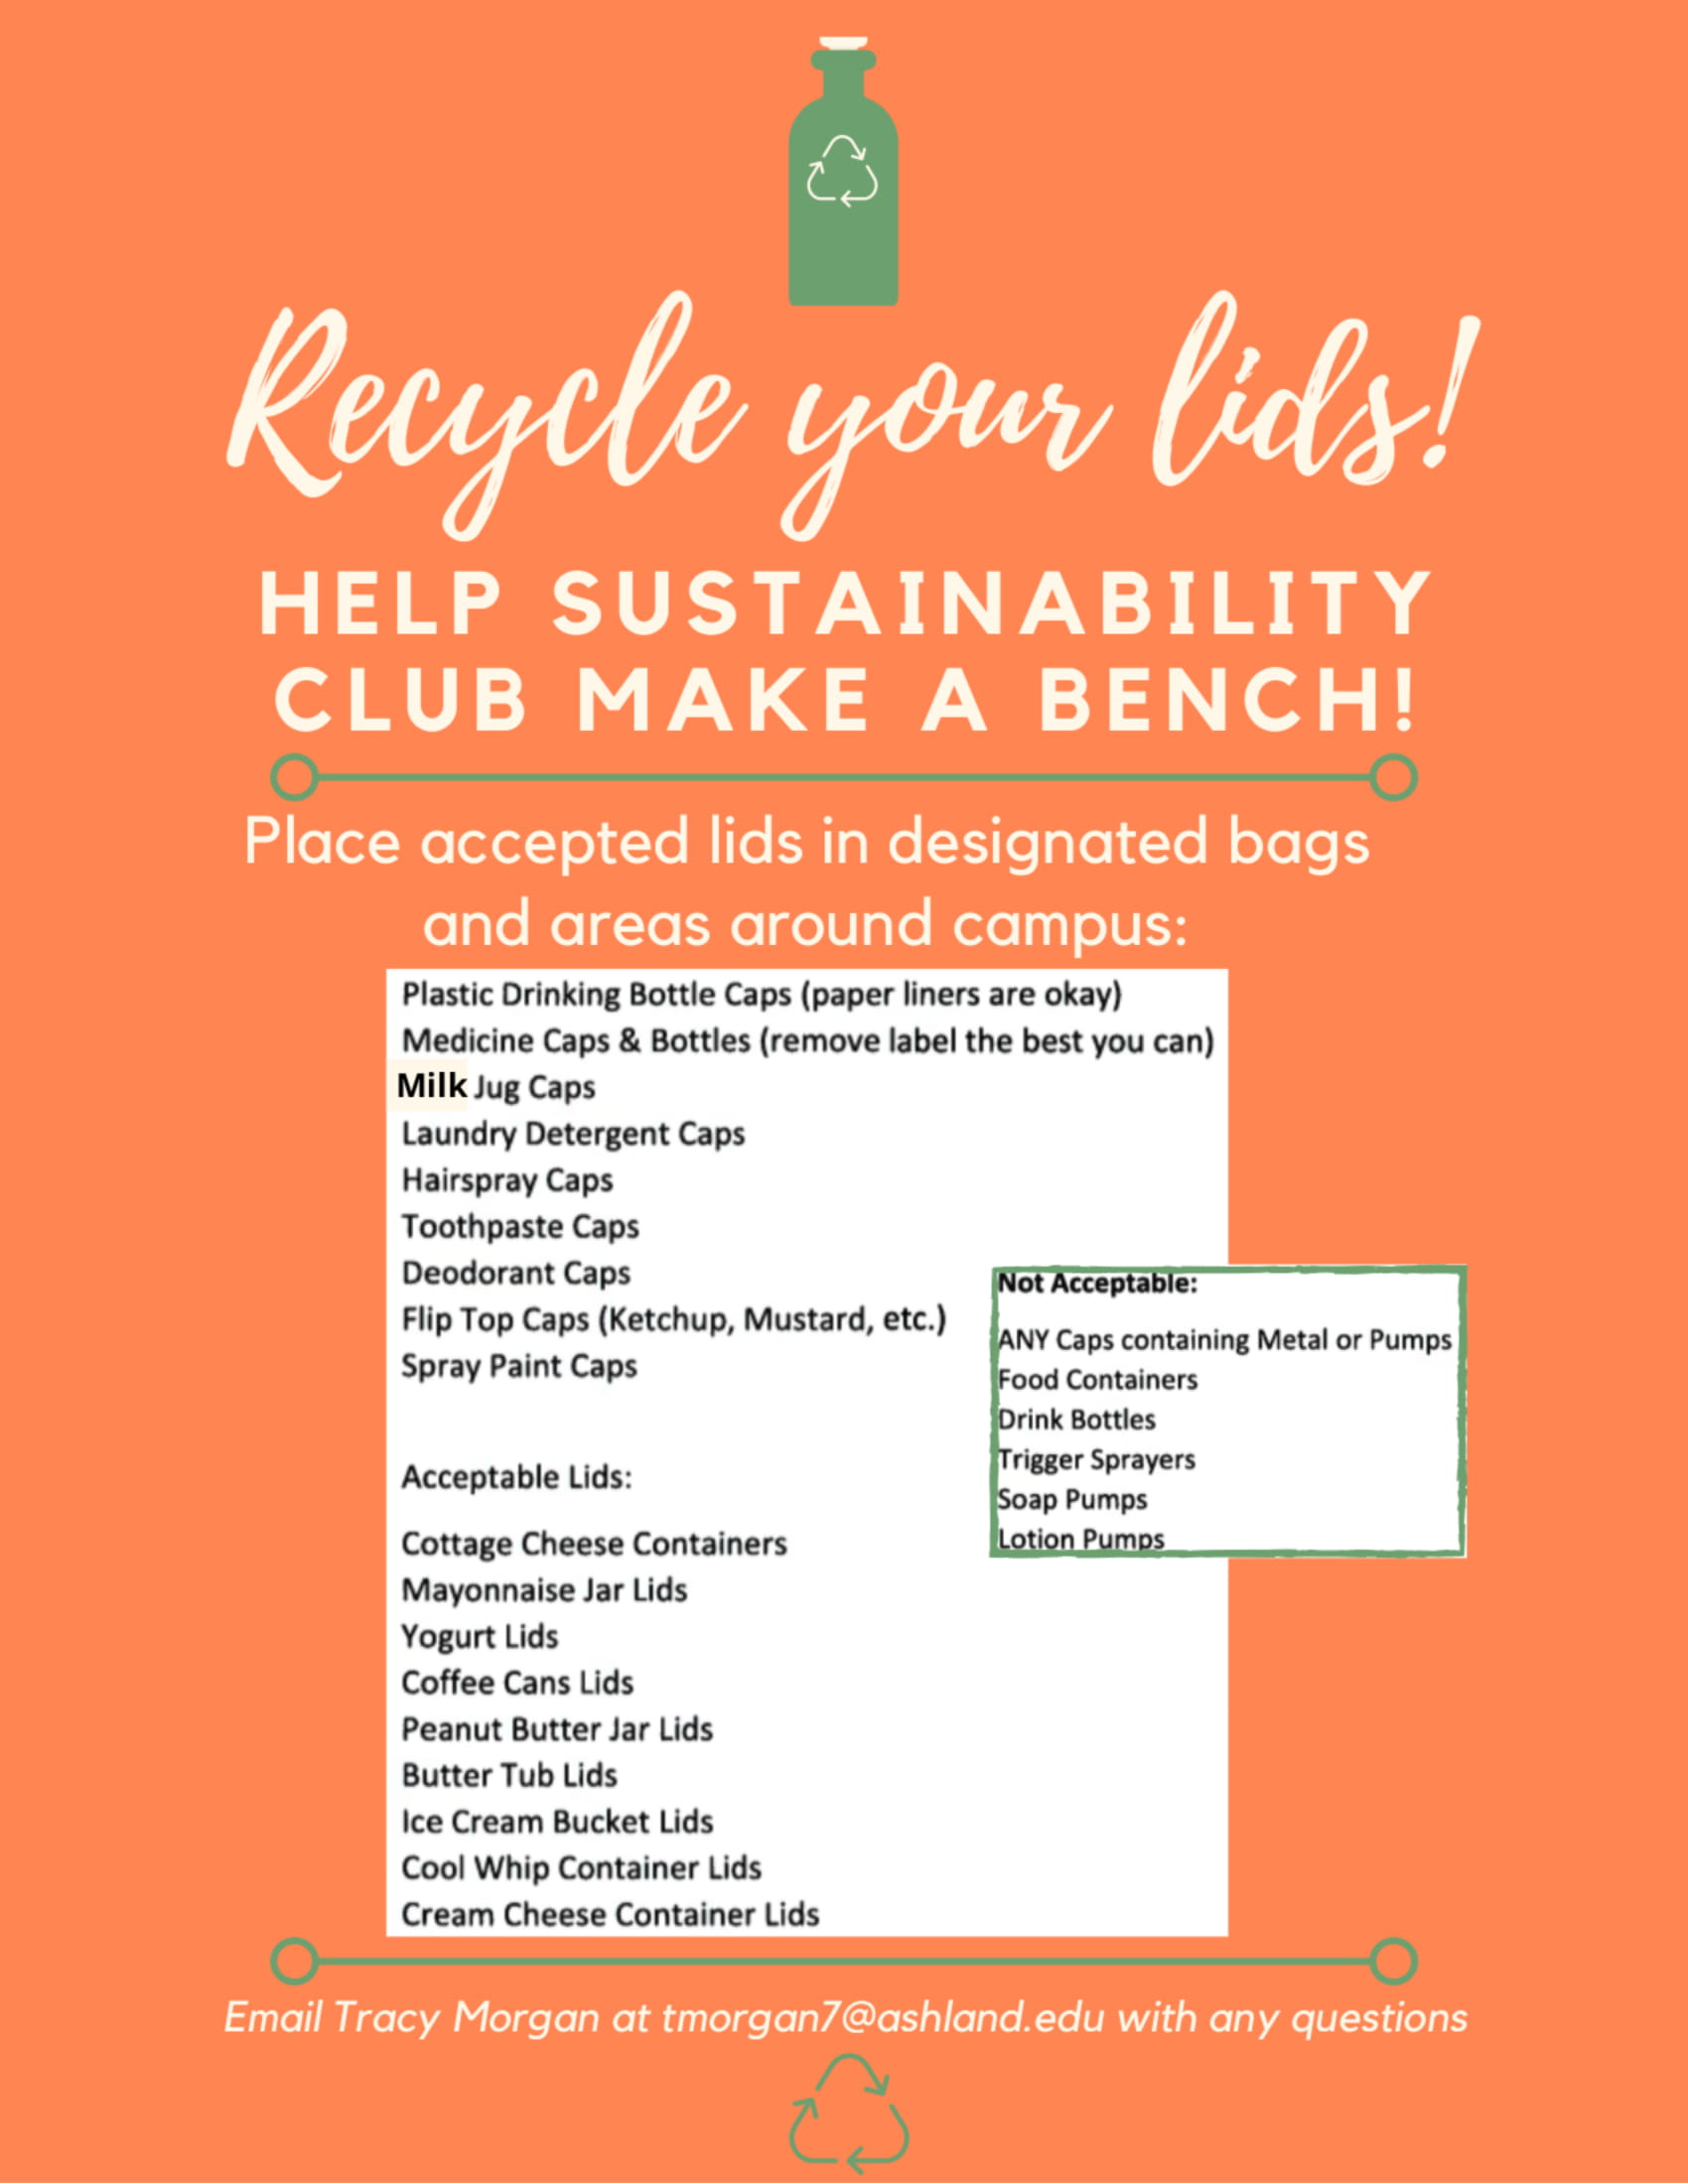 Recycle your lids!
HELP SUSTAINABILITY
CLUB MAKE A BENCH!
Place accepted lids in designated bags
and areas around campus:
Plastic Drinking Bottle Caps (paper liners are okay)
Medicine Caps & Bottles (remove label the best you can)
Milk Jug Caps
Laundry Detergent Caps
Hairspray Caps
Toothpaste Caps
Deodorant Caps
Flip Top Caps (Ketchup, Mustard, etc.)
Spray Paint Caps
Acceptable Lids:
Cottage Cheese Containers
Mayonnaise Jar Lids
Yogurt Lids
Coffee Cans Lids
Peanut Butter Jar Lids
Butter Tub Lids
Ice Cream Bucket Lids
Cool Whip Container Lids
Cream Cheese Container Lids
Not Acceptable:
ANY Caps containing Metal or Pumps
Food Containers
Drink Bottles
Trigger Sprayers
Soap Pumps
Lotion Pumps
Email Tracy Morgan at tmorgan7@ashland.edu with any questions